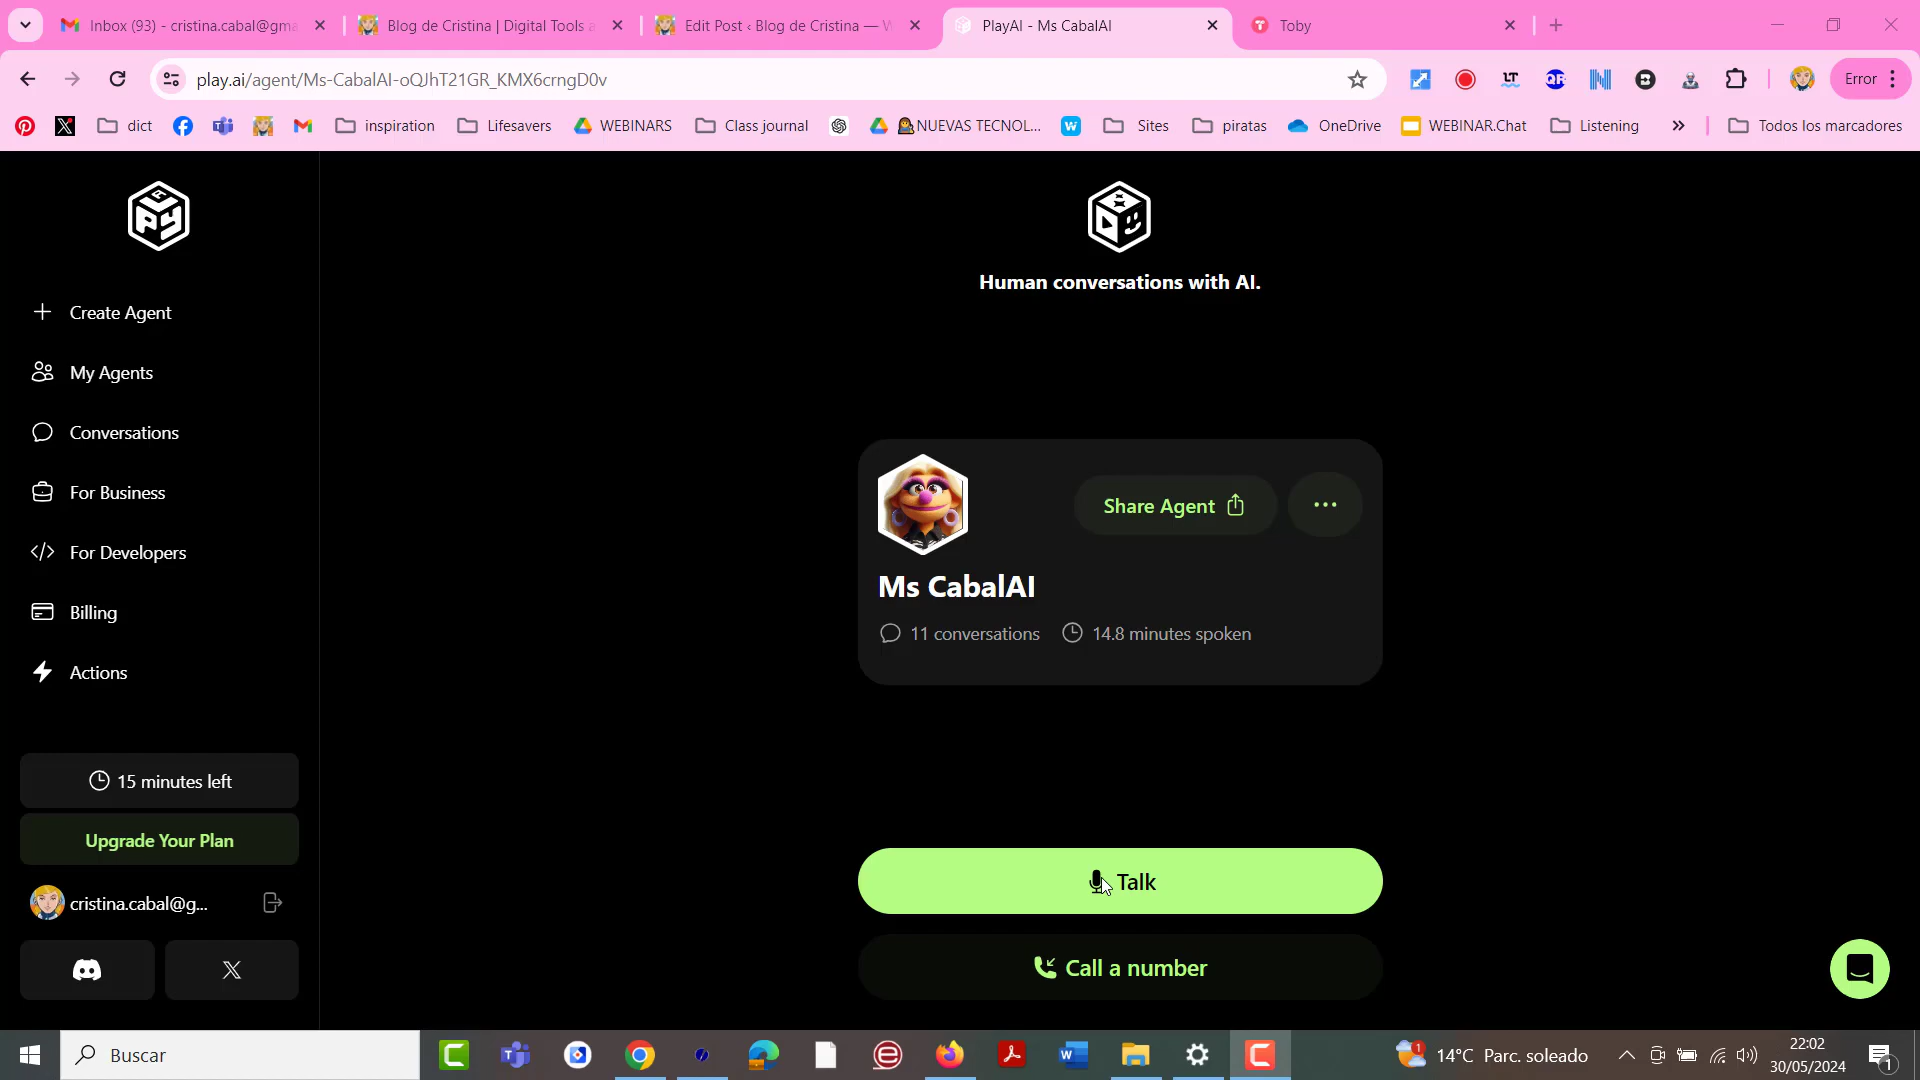 Inbox (93) - cristina.cabal@gma
Blog de Cristina | Digital Tools a
Edit Post ‹ Blog de Cristina — W
PlayAI - Ms CabalAI
Toby
play.ai/agent/Ms-CabalAI-oQJhT21GR_KMX6crngD0v
LT
QR
Error
dict
inspiration
Lifesavers
WEBINARS
Class journal
NUEVAS TECNOL...
Sites
piratas
OneDrive
WEBINAR.Chat
Listening
»
Todos los marcadores
Human conversations with AI.
Create Agent
My Agents
Conversations
For Business
For Developers
Billing
Actions
Share Agent
Ms CabalAI
11 conversations
14.8 minutes spoken
15 minutes left
Upgrade Your Plan
cristina.cabal@g...
Talk
Call a number
Buscar
14°C Parc. soleado
22:02
30/05/2024
1